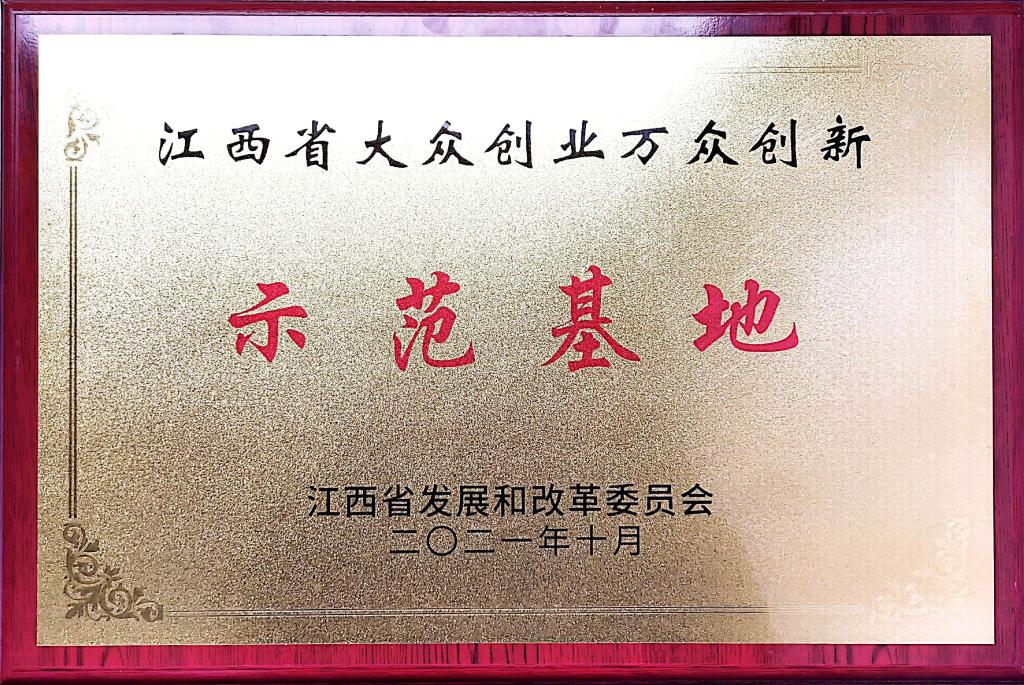 江西省大众创业万众创新
示范基地
江西省发展和改革委员会
二〇二一年十月